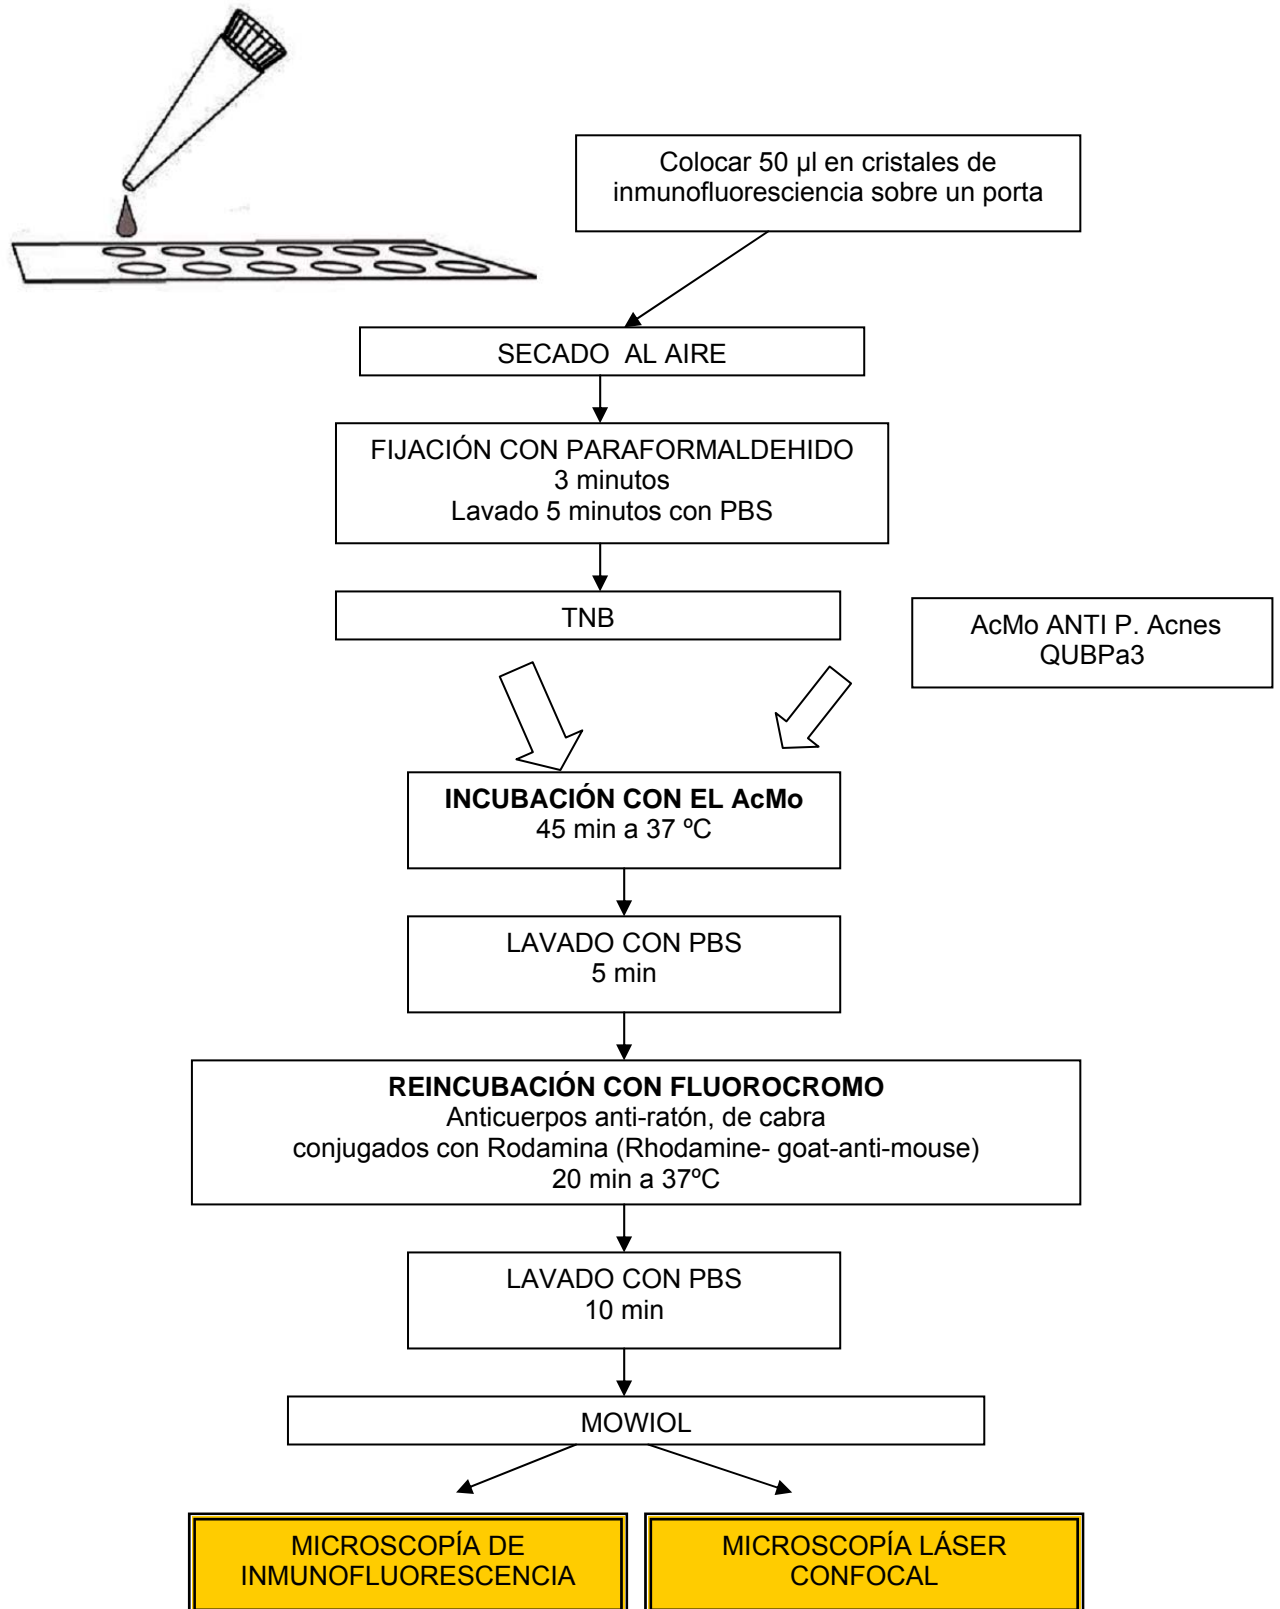 Colocar 50 µl en cristales de
inmunofluoresciencia sobre un porta
SECADO AL AIRE
FIJACIÓN CON PARAFORMALDEHIDO
3 minutos
Lavado 5 minutos con PBS
TNB
AcMo ANTI P. Acnes
QUBPa3
INCUBACIÓN CON EL AcMo
45 min a 37 ºC
LAVADO CON PBS
5 min
REINCUBACIÓN CON FLUOROCROMO
Anticuerpos anti-ratón, de cabra
conjugados con Rodamina (Rhodamine- goat-anti-mouse)
20 min a 37ºC
LAVADO CON PBS
10 min
MOWIOL
MICROSCOPÍA DE
INMUNOFLUORESCENCIA
MICROSCOPÍA LÁSER
CONFOCAL